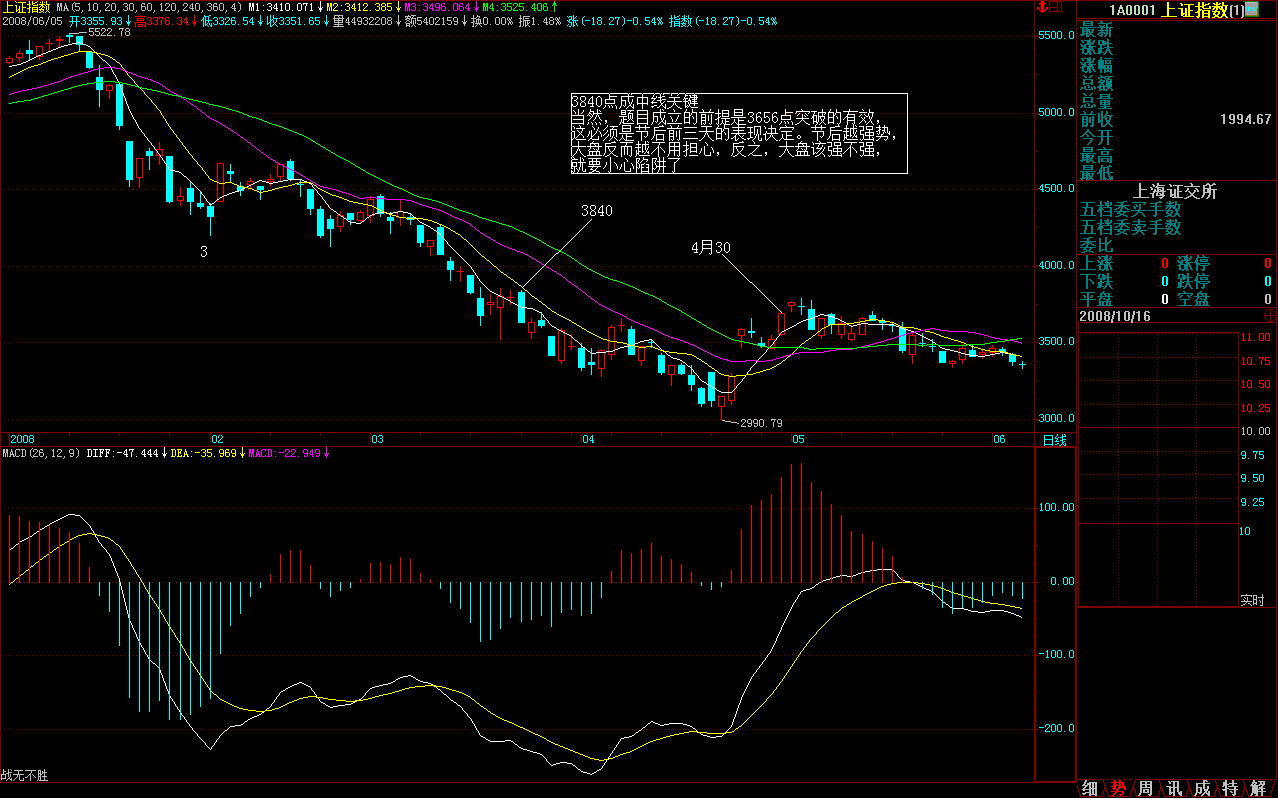 上证指数 MA(5,10,20,30,60,120,240,360,4) M1:3410.071↓M2:3412.385↓M3:3498.084↓M4:3525.406↑
2008/06/05 开3355.93↓高3376.34↓低3326.54↓收3351.65↓量44932208↓额5402159↓换0.00% 振1.48% 涨(-18.27)-0.54% 指数(-18.27)-0.54%
5522.78
3840点成中线关键
当然，题目成立的前提是3656点突破的有效，
这必须是节后前三天的表现决定。节后越强势，
大盘反而越不用担心，反之，大盘该强不强，
就要小心陷阱了
3840
4月30
3
2990.79
5500.0
5000.0
4500.0
4000.0
3500.0
3000.0
2008 02 03 04 05 06 日线
MACD(26,12,9) DIFF:-47.444↓DEA:-35.969↓MACD:-22.949↓
100.00
0.00
-100.0
-200.0
战无不胜
1A0001 上证指数(1)
最新
涨跌
涨幅
总额
总量
前收 1994.67
今开
最高
最低
上海证交所
五档委买手数
五档委卖手数
委比
上涨 0 涨停 0
下跌 0 跌停 0
平盘 0 空盘 0
2008/10/16
11.00
10.75
10.50
10.25
10.00
9.75
9.50
9.25
10
实时
细 势 周 讯 成 特 解